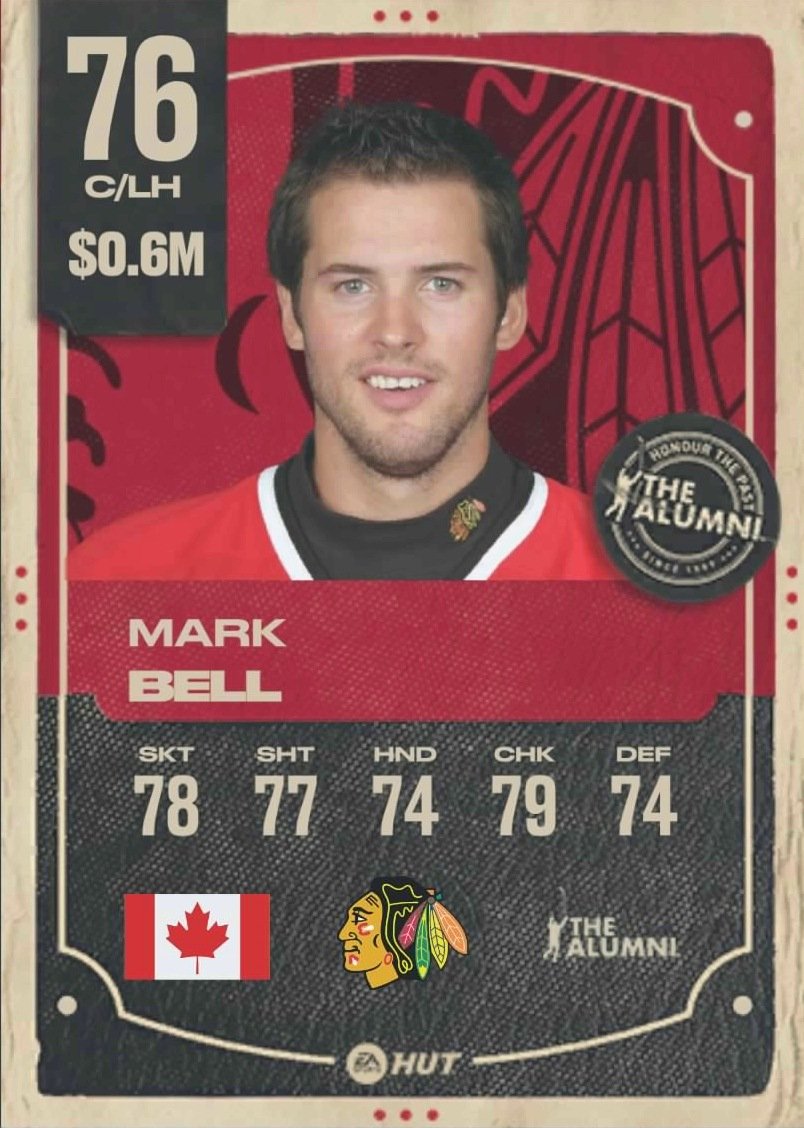 76
C/LH
$0.6M
HONOUR THE PAST
THE
ALUMNI
MARK
BELL
SKT SHT HND CHK DEF
78 77 74 79 74
THE
ALUMNI
EA
HUT